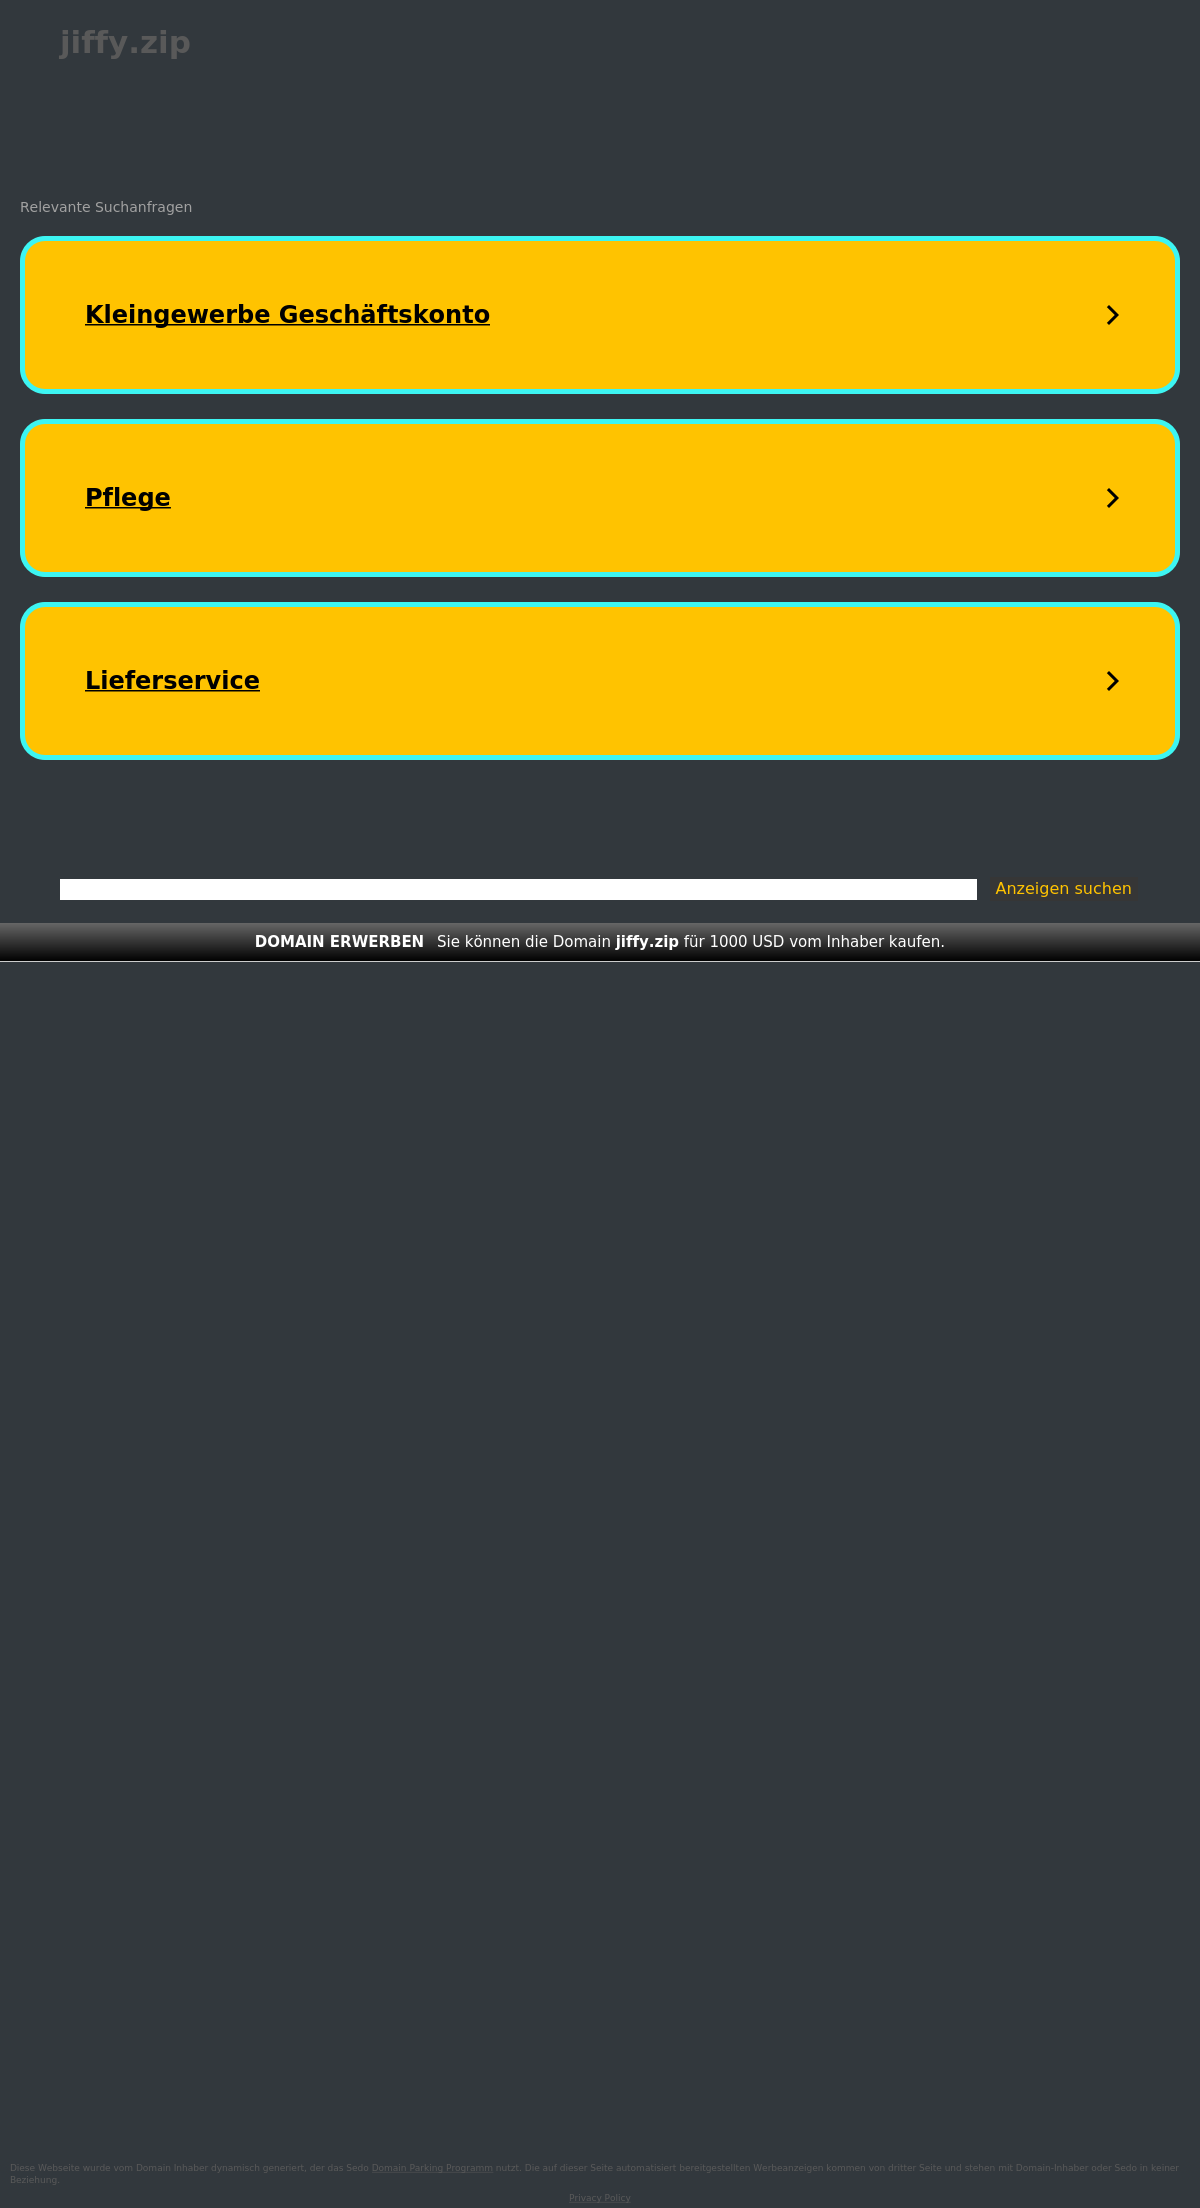 jiffy.zip
Relevante Suchanfragen
Kleingewerbe Geschäftskonto
Pflege
Lieferservice
Anzeigen suchen
DOMAIN ERWERBEN Sie können die Domain jiffy.zip für 1000 USD vom Inhaber kaufen.
Diese Webseite wurde vom Domain Inhaber dynamisch generiert, der das Sedo Domain Parking Programm nutzt. Die auf dieser Seite automatisiert bereitgestellten Werbeanzeigen kommen von dritter Seite und stehen mit Domain-Inhaber oder Sedo in keiner
Beziehung.
Privacy Policy